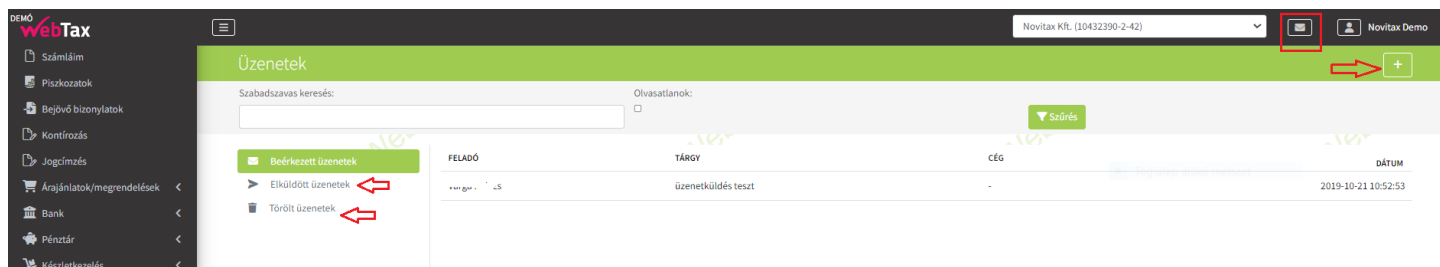 DEMÓ
WebTax
Novitax Kft. (10432390-2-42)
Novitax Demo
Számláim
Piszkozatok
Bejövő bizonylatok
Kontírozás
Jogcímzés
Árajánlatok/megrendelések
Bank
Pénztár
Készletkezelés
Üzenetek
+
Szabadszavas keresés:
Olvasatlanok:
Szűrés
Beérkezett üzenetek
Elküldött üzenetek
Törölt üzenetek
FELADÓ TÁRGY CÉG DÁTUM
üzenetküldés teszt - 2019-10-21 10:52:53